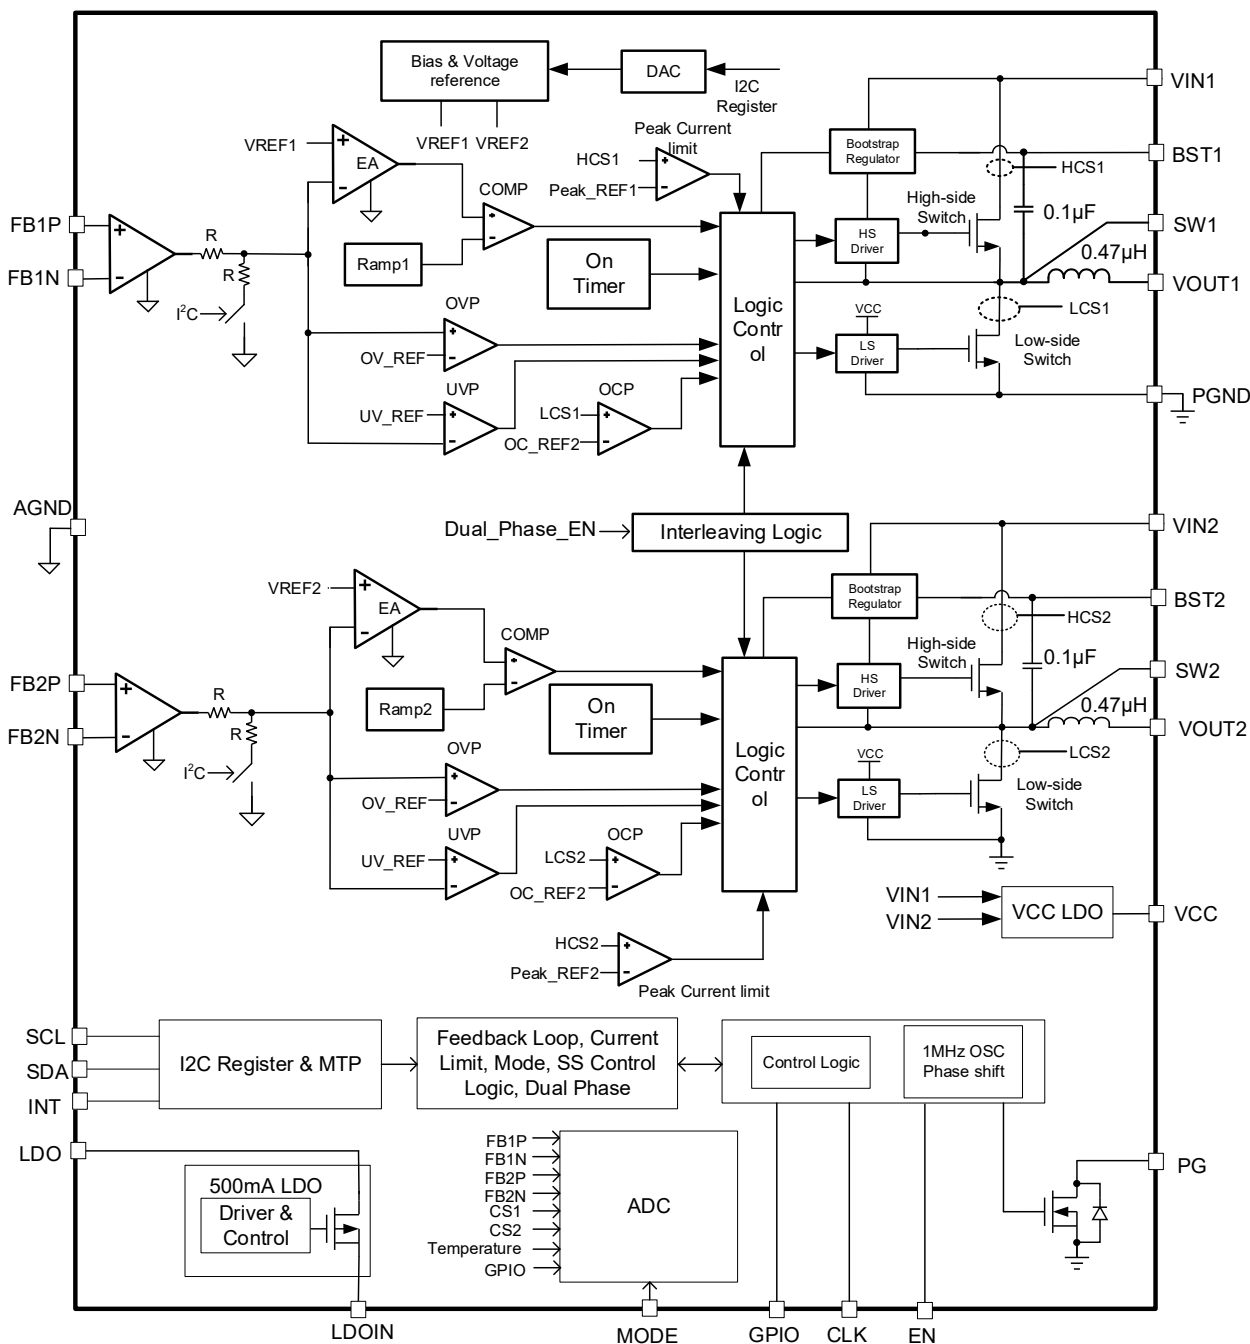 Bias & Voltage
reference
DAC
I2C
Register
VREF1
VREF2
VIN1
BST1
SW1
VOUT1
PGND
FB1P
FB1N
AGND
VREF1
EA
COMP
Ramp1
R
R
I²C
OVP
OV_REF
UVP
UV_REF
OCP
LCS1
OC_REF2
Peak Current
limit
HCS1
Peak_REF1
On
Timer
Logic
Contr
ol
Bootstrap
Regulator
HS
Driver
VCC
LS
Driver
High-side
Switch
HCS1
0.1µF
0.47µH
LCS1
Low-side
Switch
Dual_Phase_EN
Interleaving Logic
VIN2
BST2
SW2
VOUT2
FB2P
FB2N
VREF2
EA
COMP
Ramp2
R
R
I²C
OVP
OV_REF
UVP
UV_REF
OCP
LCS2
OC_REF2
On
Timer
Logic
Contr
ol
Bootstrap
Regulator
HS
Driver
VCC
LS
Driver
High-side
Switch
HCS2
0.1µF
0.47µH
LCS2
Low-side
Switch
HCS2
Peak_REF2
Peak Current limit
VIN1
VIN2
VCC LDO
VCC
SCL
SDA
INT
I2C Register & MTP
Feedback Loop, Current
Limit, Mode, SS Control
Logic, Dual Phase
Control Logic
1MHz OSC
Phase shift
LDO
500mA LDO
Driver &
Control
FB1P
FB1N
FB2P
FB2N
CS1
CS2
Temperature
GPIO
ADC
PG
LDOIN
MODE
GPIO
CLK
EN